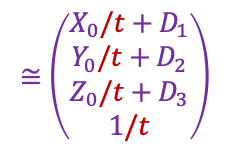 ≅
X₀/t + D₁
Y₀/t + D₂
Z₀/t + D₃
1/t